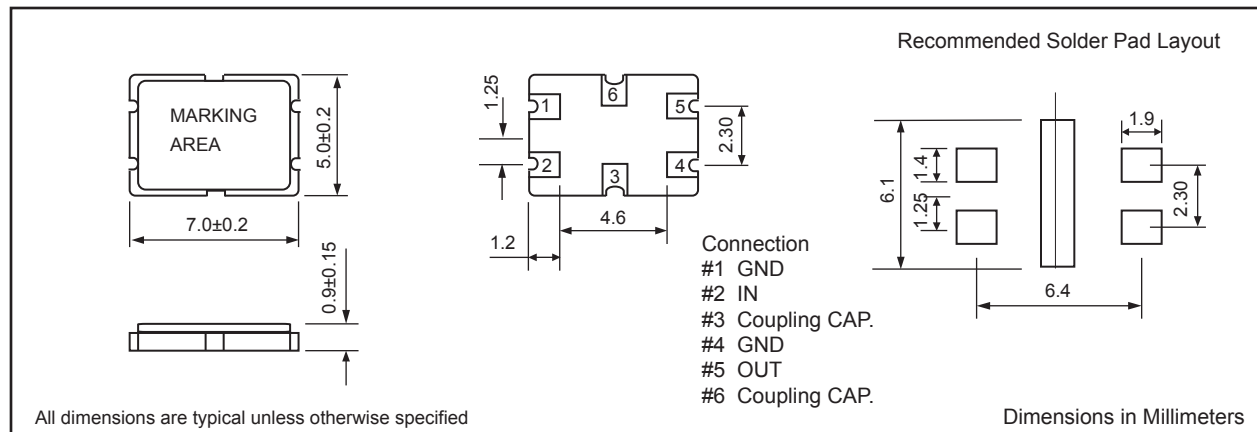 Recommended Solder Pad Layout
MARKING
AREA
5.0±0.2
7.0±0.2
0.9±0.15
1.25
1
2
3
4
5
6
2.30
4.6
1.2
Connection
#1 GND
#2 IN
#3 Coupling CAP.
#4 GND
#5 OUT
#6 Coupling CAP.
6.1
1.4
1.25
1.9
2.30
6.4
All dimensions are typical unless otherwise specified
Dimensions in Millimeters